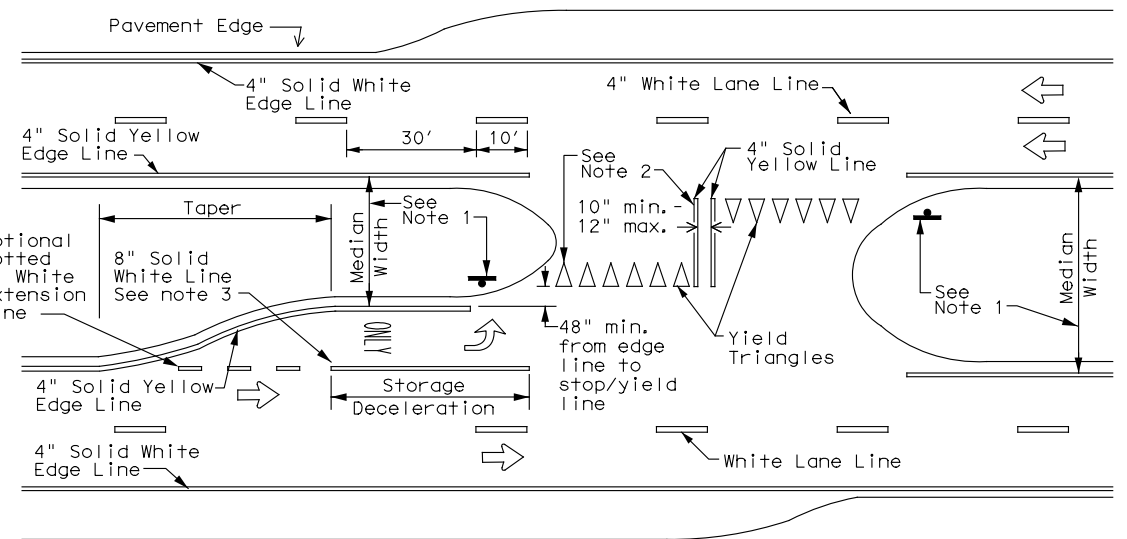 Pavement Edge
4" Solid White
Edge Line
4" White Lane Line
4" Solid Yellow
Edge Line
30'
10'
See
Note 2
4" Solid
Yellow Line
Taper
See
Note 1
10" min.
12" max.
Median
Width
Median
Width
8" Solid
White Line
See note 3
See
Note 1
ONLY
48" min.
from edge
line to
stop/yield
line
Yield
Triangles
4" Solid Yellow
Edge Line
Storage
Deceleration
4" Solid White
Edge Line
White Lane Line
White